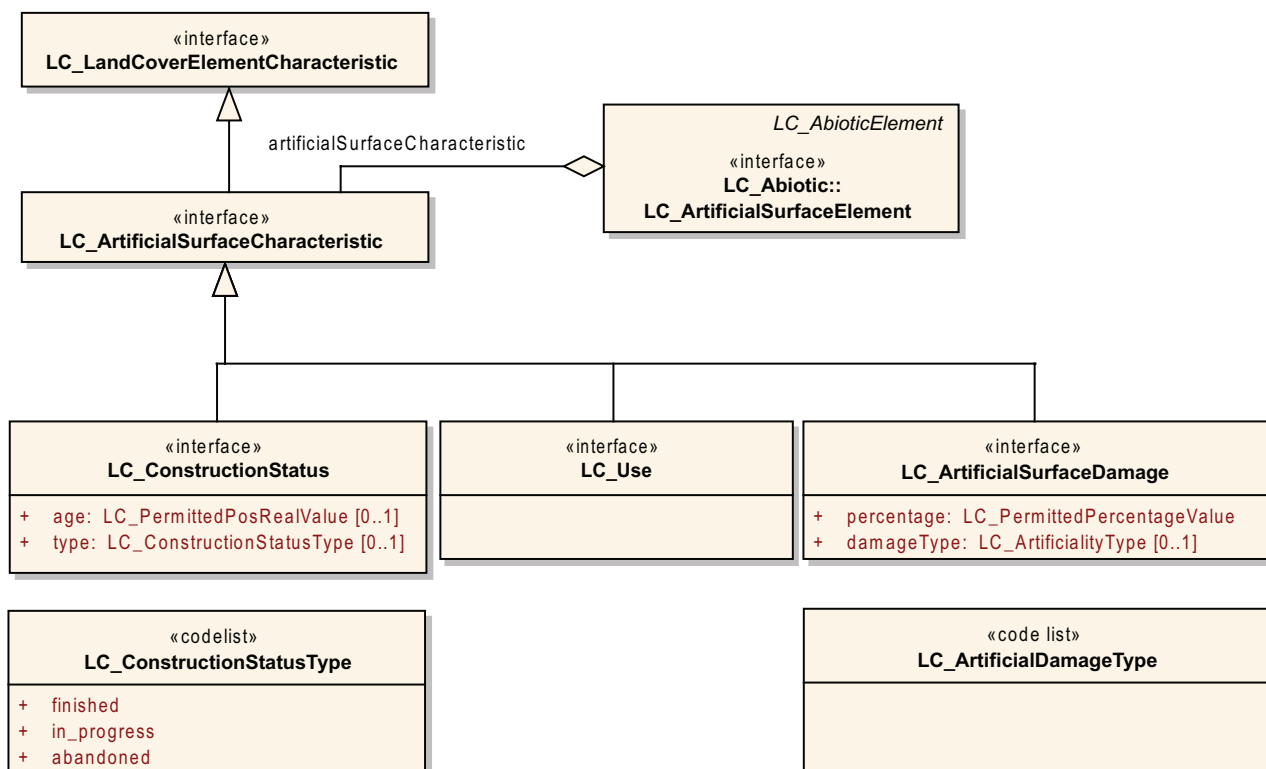 «interface»
LC_LandCoverElementCharacteristic
artificialSurfaceCharacteristic
LC_AbioticElement
«interface»
LC_Abiotic::
LC_ArtificialSurfaceElement
«interface»
LC_ArtificialSurfaceCharacteristic
«interface»
LC_ConstructionStatus
+ age: LC_PermittedPosRealValue [0..1]
+ type: LC_ConstructionStatusType [0..1]
«interface»
LC_Use
«interface»
LC_ArtificialSurfaceDamage
+ percentage: LC_PermittedPercentageValue
+ damageType: LC_ArtificialityType [0..1]
«codelist»
LC_ConstructionStatusType
+ finished
+ in_progress
+ abandoned
«code list»
LC_ArtificialDamageType